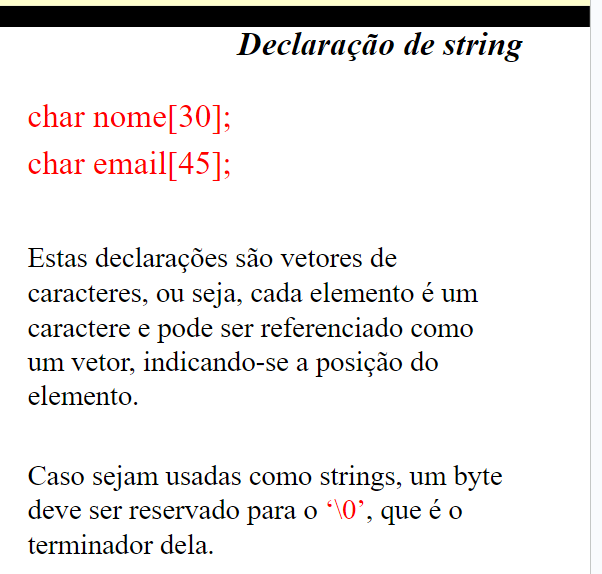 Declaração de string
char nome[30];
char email[45];
Estas declarações são vetores de
caracteres, ou seja, cada elemento é um
caractere e pode ser referenciado como
um vetor, indicando-se a posição do
elemento.
Caso sejam usadas como strings, um byte
deve ser reservado para o ‘\0’, que é o
terminador dela.